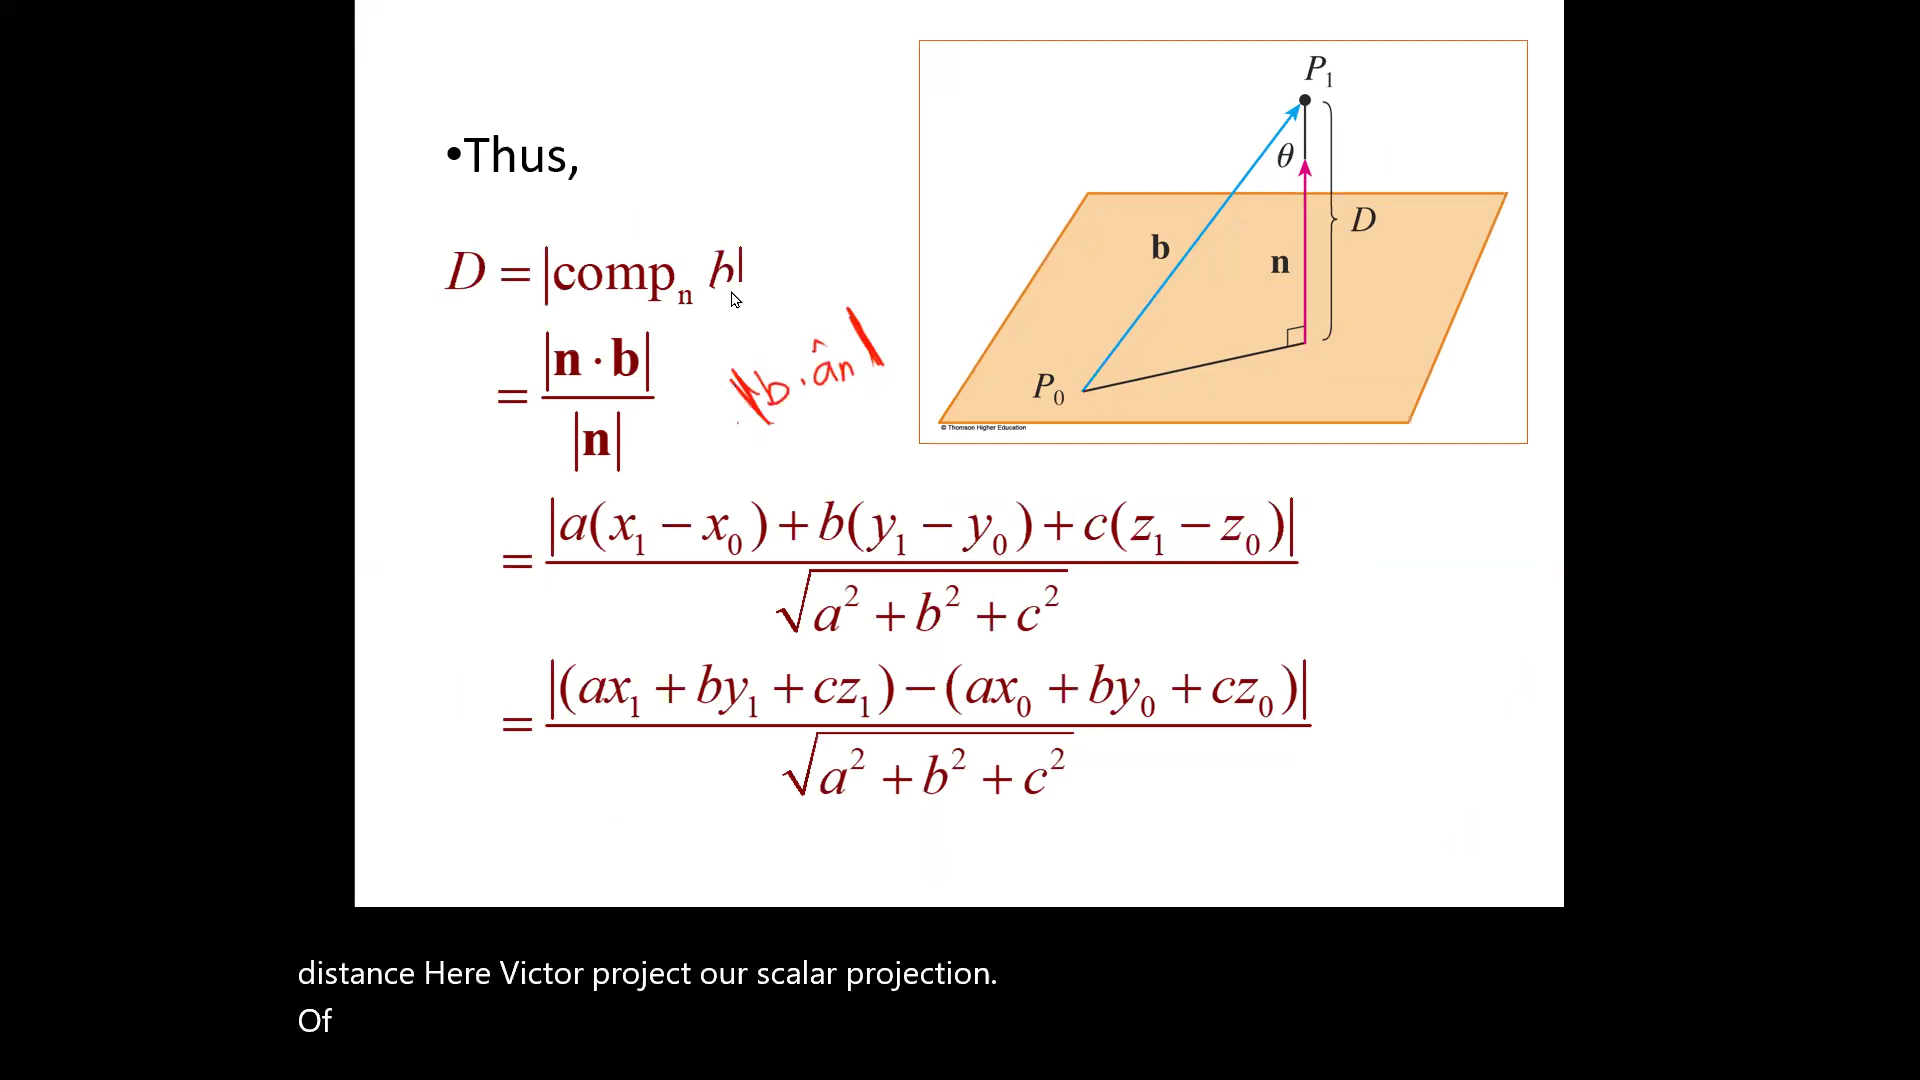 •Thus,
D = |comp_n b|
= |n · b| / |n|
|b · ân|
= |a(x₁ − x₀) + b(y₁ − y₀) + c(z₁ − z₀)| / √(a² + b² + c²)
= |(ax₁ + by₁ + cz₁) − (ax₀ + by₀ + cz₀)| / √(a² + b² + c²)
P₁
θ
D
b
n
P₀
© Thomson Higher Education
distance Here Victor project our scalar projection.
Of